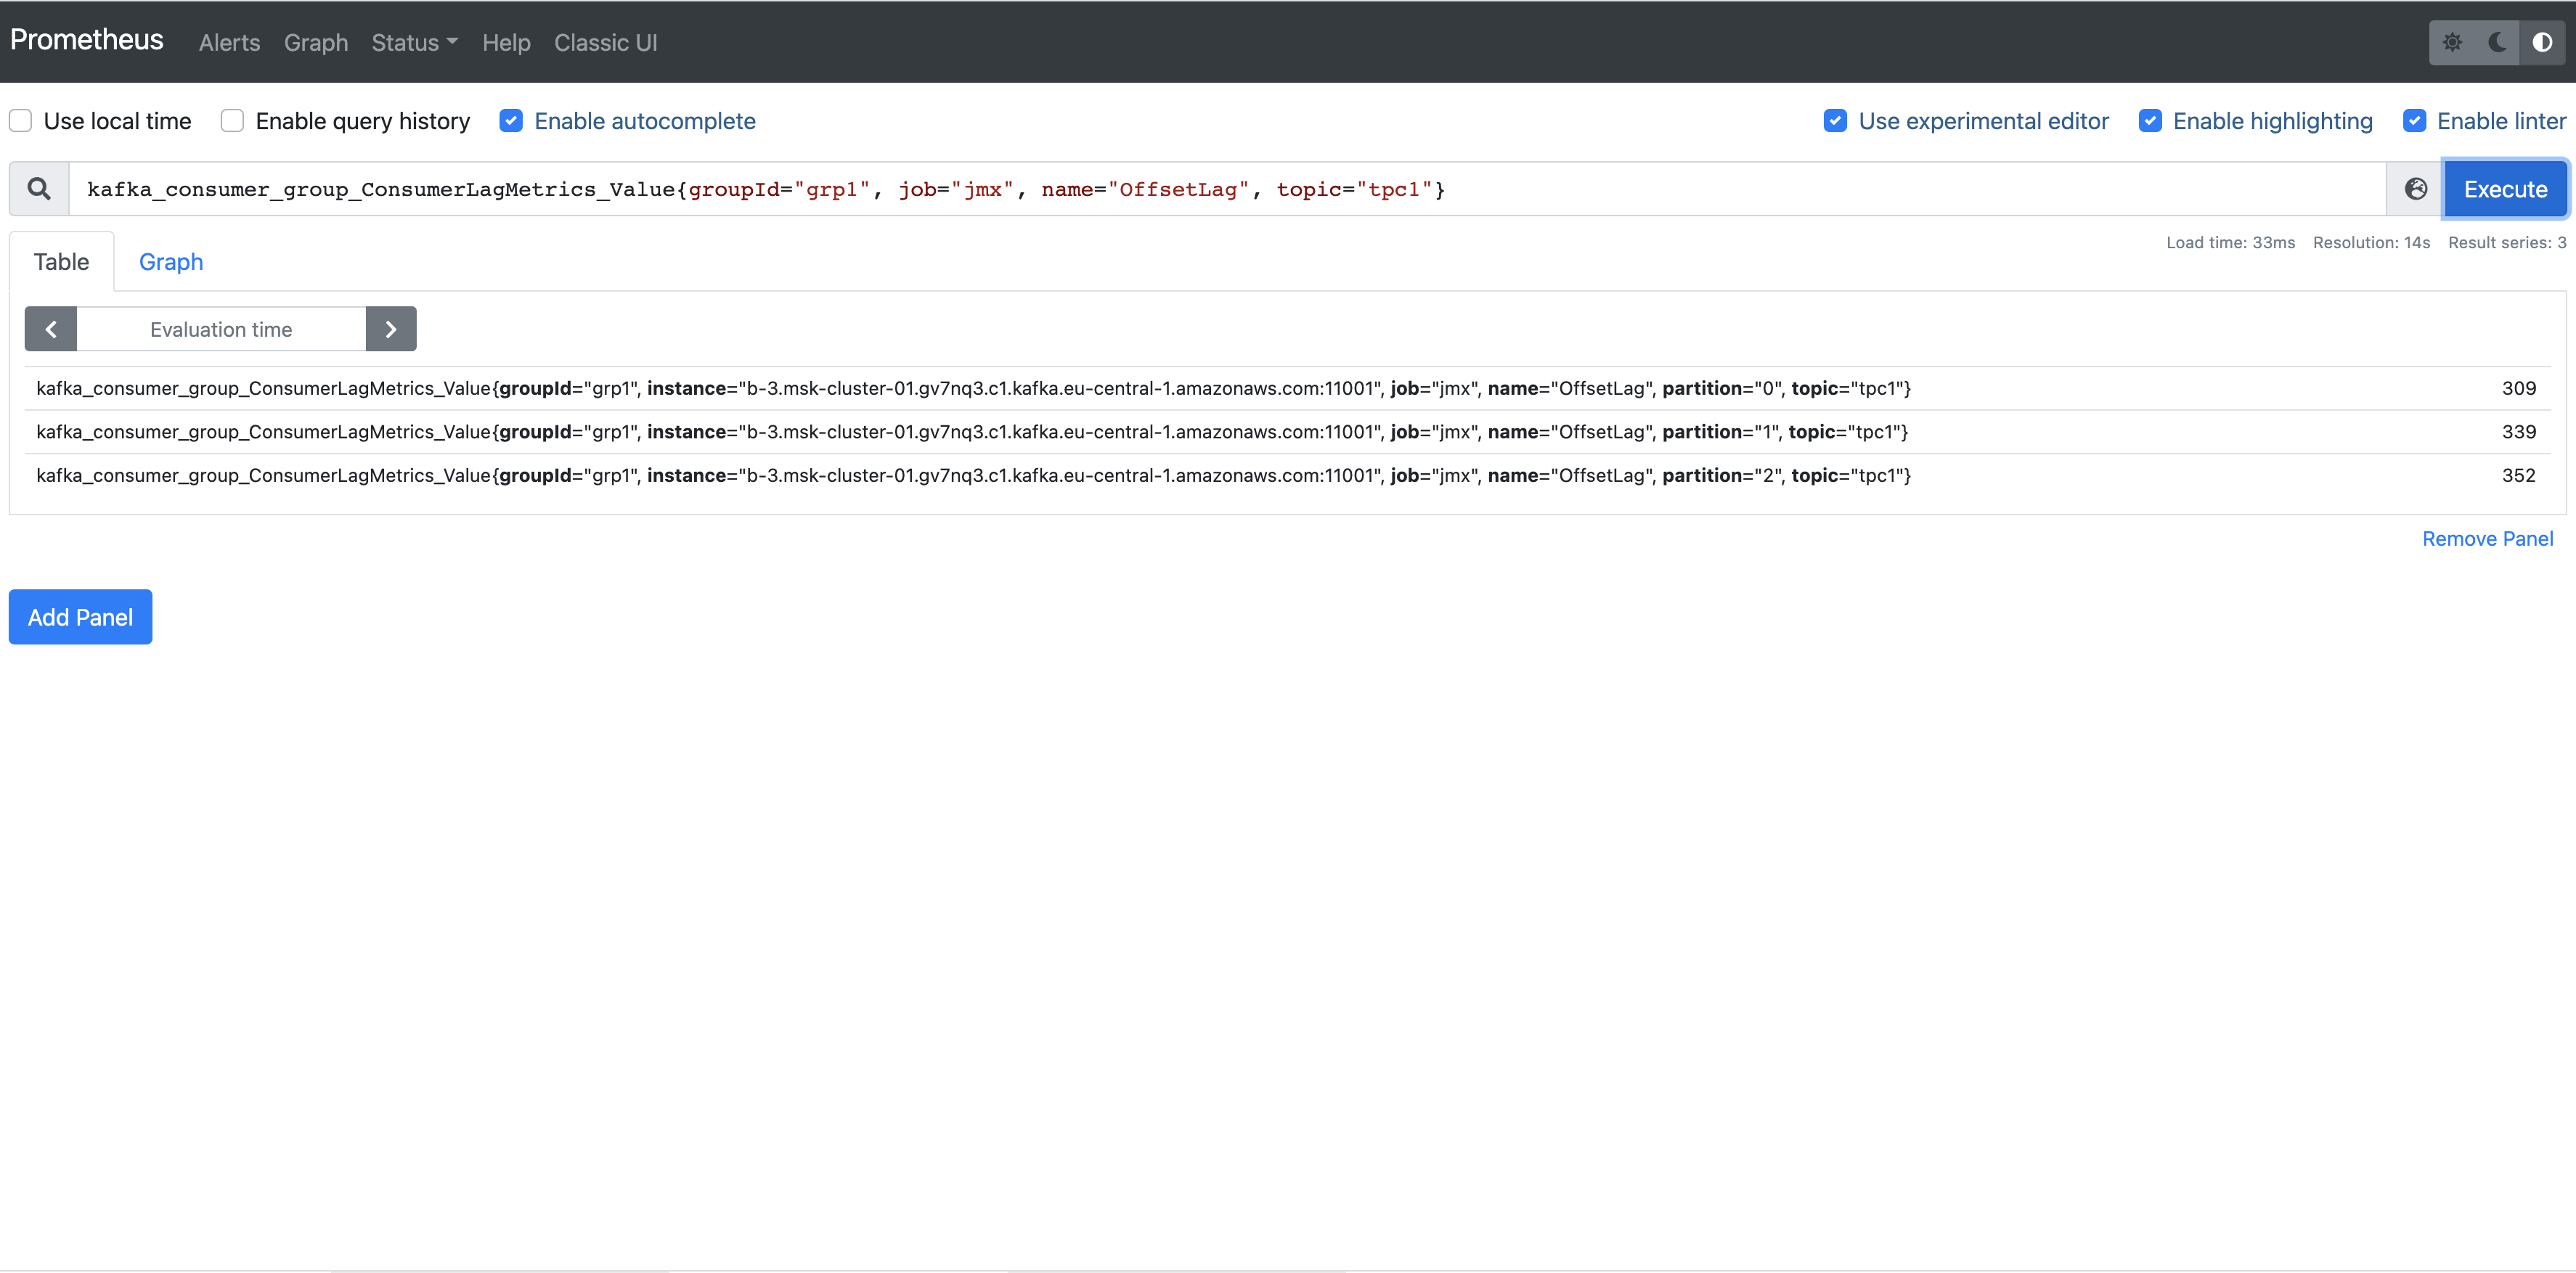 Prometheus Alerts Graph Status Help Classic UI
Use local time Enable query history Enable autocomplete Use experimental editor Enable highlighting Enable linter
kafka_consumer_group_ConsumerLagMetrics_Value{groupId="grp1", job="jmx", name="OffsetLag", topic="tpc1"} Execute
Load time: 33ms Resolution: 14s Result series: 3
Table Graph
Evaluation time
kafka_consumer_group_ConsumerLagMetrics_Value{groupId="grp1", instance="b-3.msk-cluster-01.gv7nq3.c1.kafka.eu-central-1.amazonaws.com:11001", job="jmx", name="OffsetLag", partition="0", topic="tpc1"} 309
kafka_consumer_group_ConsumerLagMetrics_Value{groupId="grp1", instance="b-3.msk-cluster-01.gv7nq3.c1.kafka.eu-central-1.amazonaws.com:11001", job="jmx", name="OffsetLag", partition="1", topic="tpc1"} 339
kafka_consumer_group_ConsumerLagMetrics_Value{groupId="grp1", instance="b-3.msk-cluster-01.gv7nq3.c1.kafka.eu-central-1.amazonaws.com:11001", job="jmx", name="OffsetLag", partition="2", topic="tpc1"} 352
Remove Panel
Add Panel